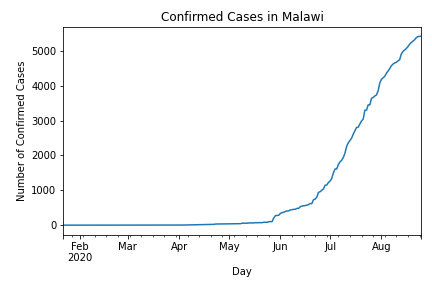 Confirmed Cases in Malawi
Number of Confirmed Cases
5000
4000
3000
2000
1000
0
Feb Mar Apr May Jun Jul Aug
2020
Day